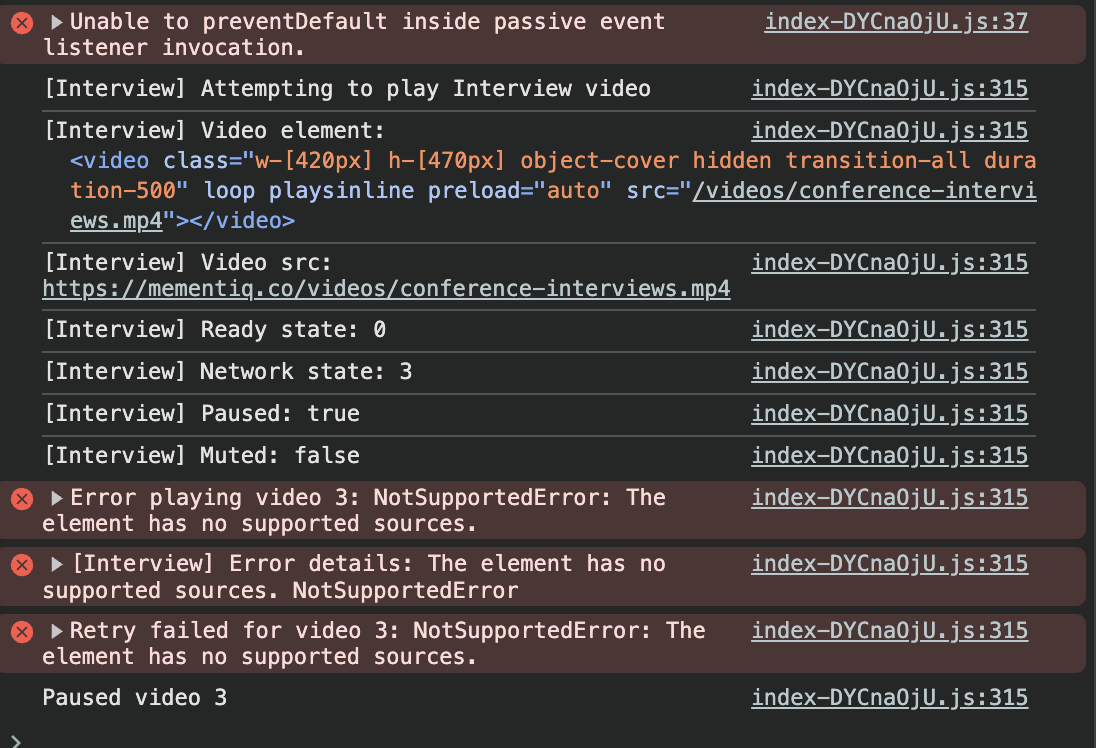 Unable to preventDefault inside passive event index-DYCnaOjU.js:37
listener invocation.
[Interview] Attempting to play Interview video index-DYCnaOjU.js:315
[Interview] Video element: index-DYCnaOjU.js:315
<video class="w-[420px] h-[470px] object-cover hidden transition-all dura
tion-500" loop playsinline preload="auto" src="/videos/conference-intervi
ews.mp4"></video>
[Interview] Video src: index-DYCnaOjU.js:315
https://mementiq.co/videos/conference-interviews.mp4
[Interview] Ready state: 0 index-DYCnaOjU.js:315
[Interview] Network state: 3 index-DYCnaOjU.js:315
[Interview] Paused: true index-DYCnaOjU.js:315
[Interview] Muted: false index-DYCnaOjU.js:315
Error playing video 3: NotSupportedError: The index-DYCnaOjU.js:315
element has no supported sources.
[Interview] Error details: The element has no index-DYCnaOjU.js:315
supported sources. NotSupportedError
Retry failed for video 3: NotSupportedError: The index-DYCnaOjU.js:315
element has no supported sources.
Paused video 3 index-DYCnaOjU.js:315